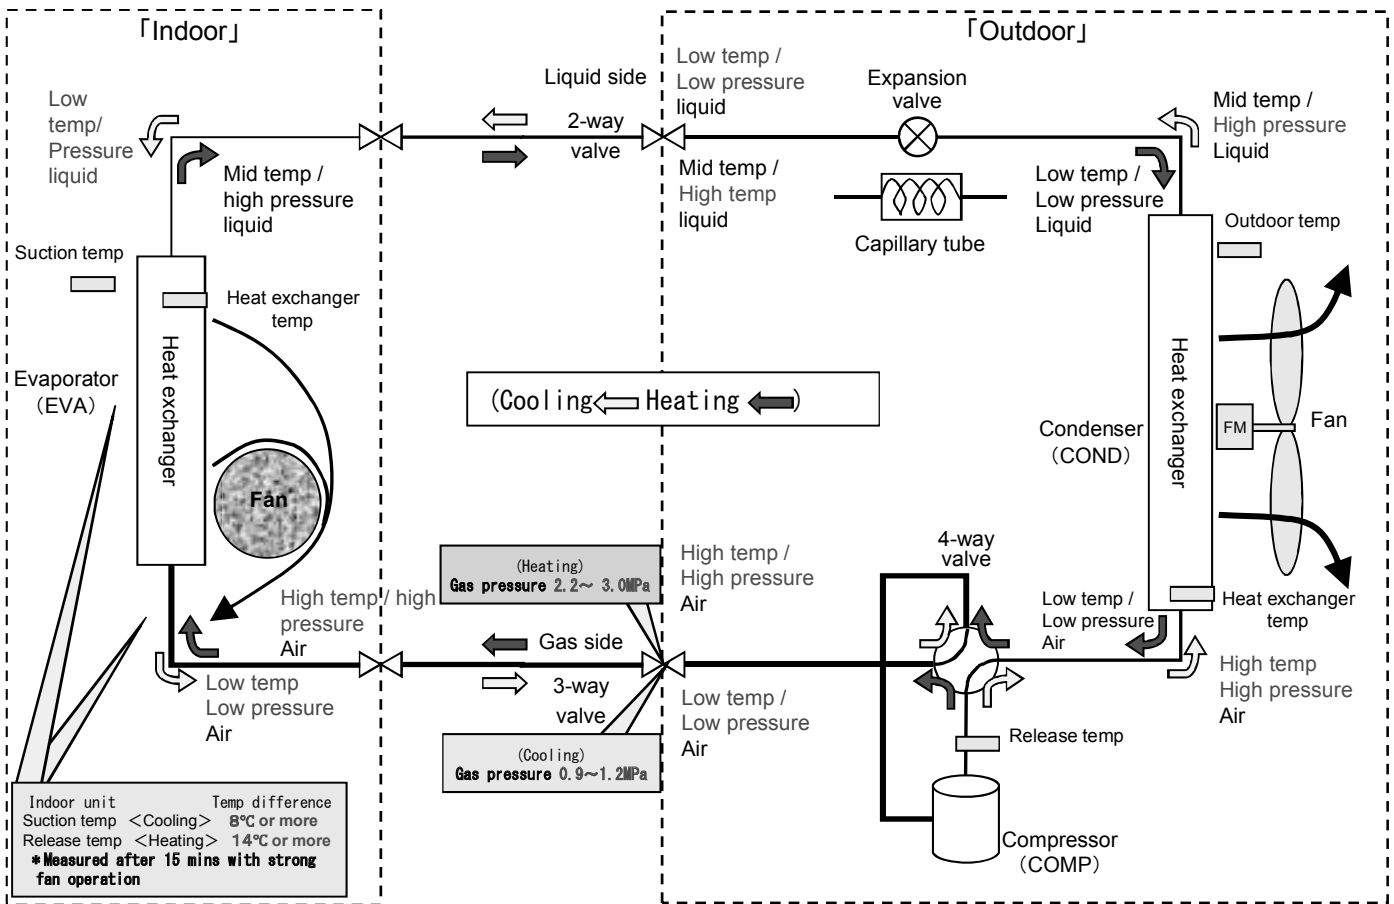 「Indoor」
「Outdoor」
Low
temp/
Pressure
liquid
Mid temp /
high pressure
liquid
Liquid side
2-way
valve
Low temp /
Low pressure
liquid
Mid temp /
High temp
liquid
Expansion
valve
Capillary tube
Mid temp /
High pressure
Liquid
Low temp /
Low pressure
Liquid
Outdoor temp
Suction temp
Heat exchanger
temp
Heat exchanger
Evaporator
(EVA)
Fan
(Cooling Heating )
Condenser
(COND)
Heat exchanger
FM
Fan
4-way
valve
(Heating)
Gas pressure 2.2～ 3.0MPa
High temp /
High pressure
Air
Low temp /
Low pressure
Air
Heat exchanger
temp
High temp / high
pressure
Air
Gas side
3-way
valve
Low temp
Low pressure
Air
Low temp /
Low pressure
Air
High temp
High pressure
Air
(Cooling)
Gas pressure 0.9～1.2MPa
Release temp
Compressor
(COMP)
Indoor unit Temp difference
Suction temp ＜Cooling＞ 8℃ or more
Release temp ＜Heating＞ 14℃ or more
*Measured after 15 mins with strong
fan operation